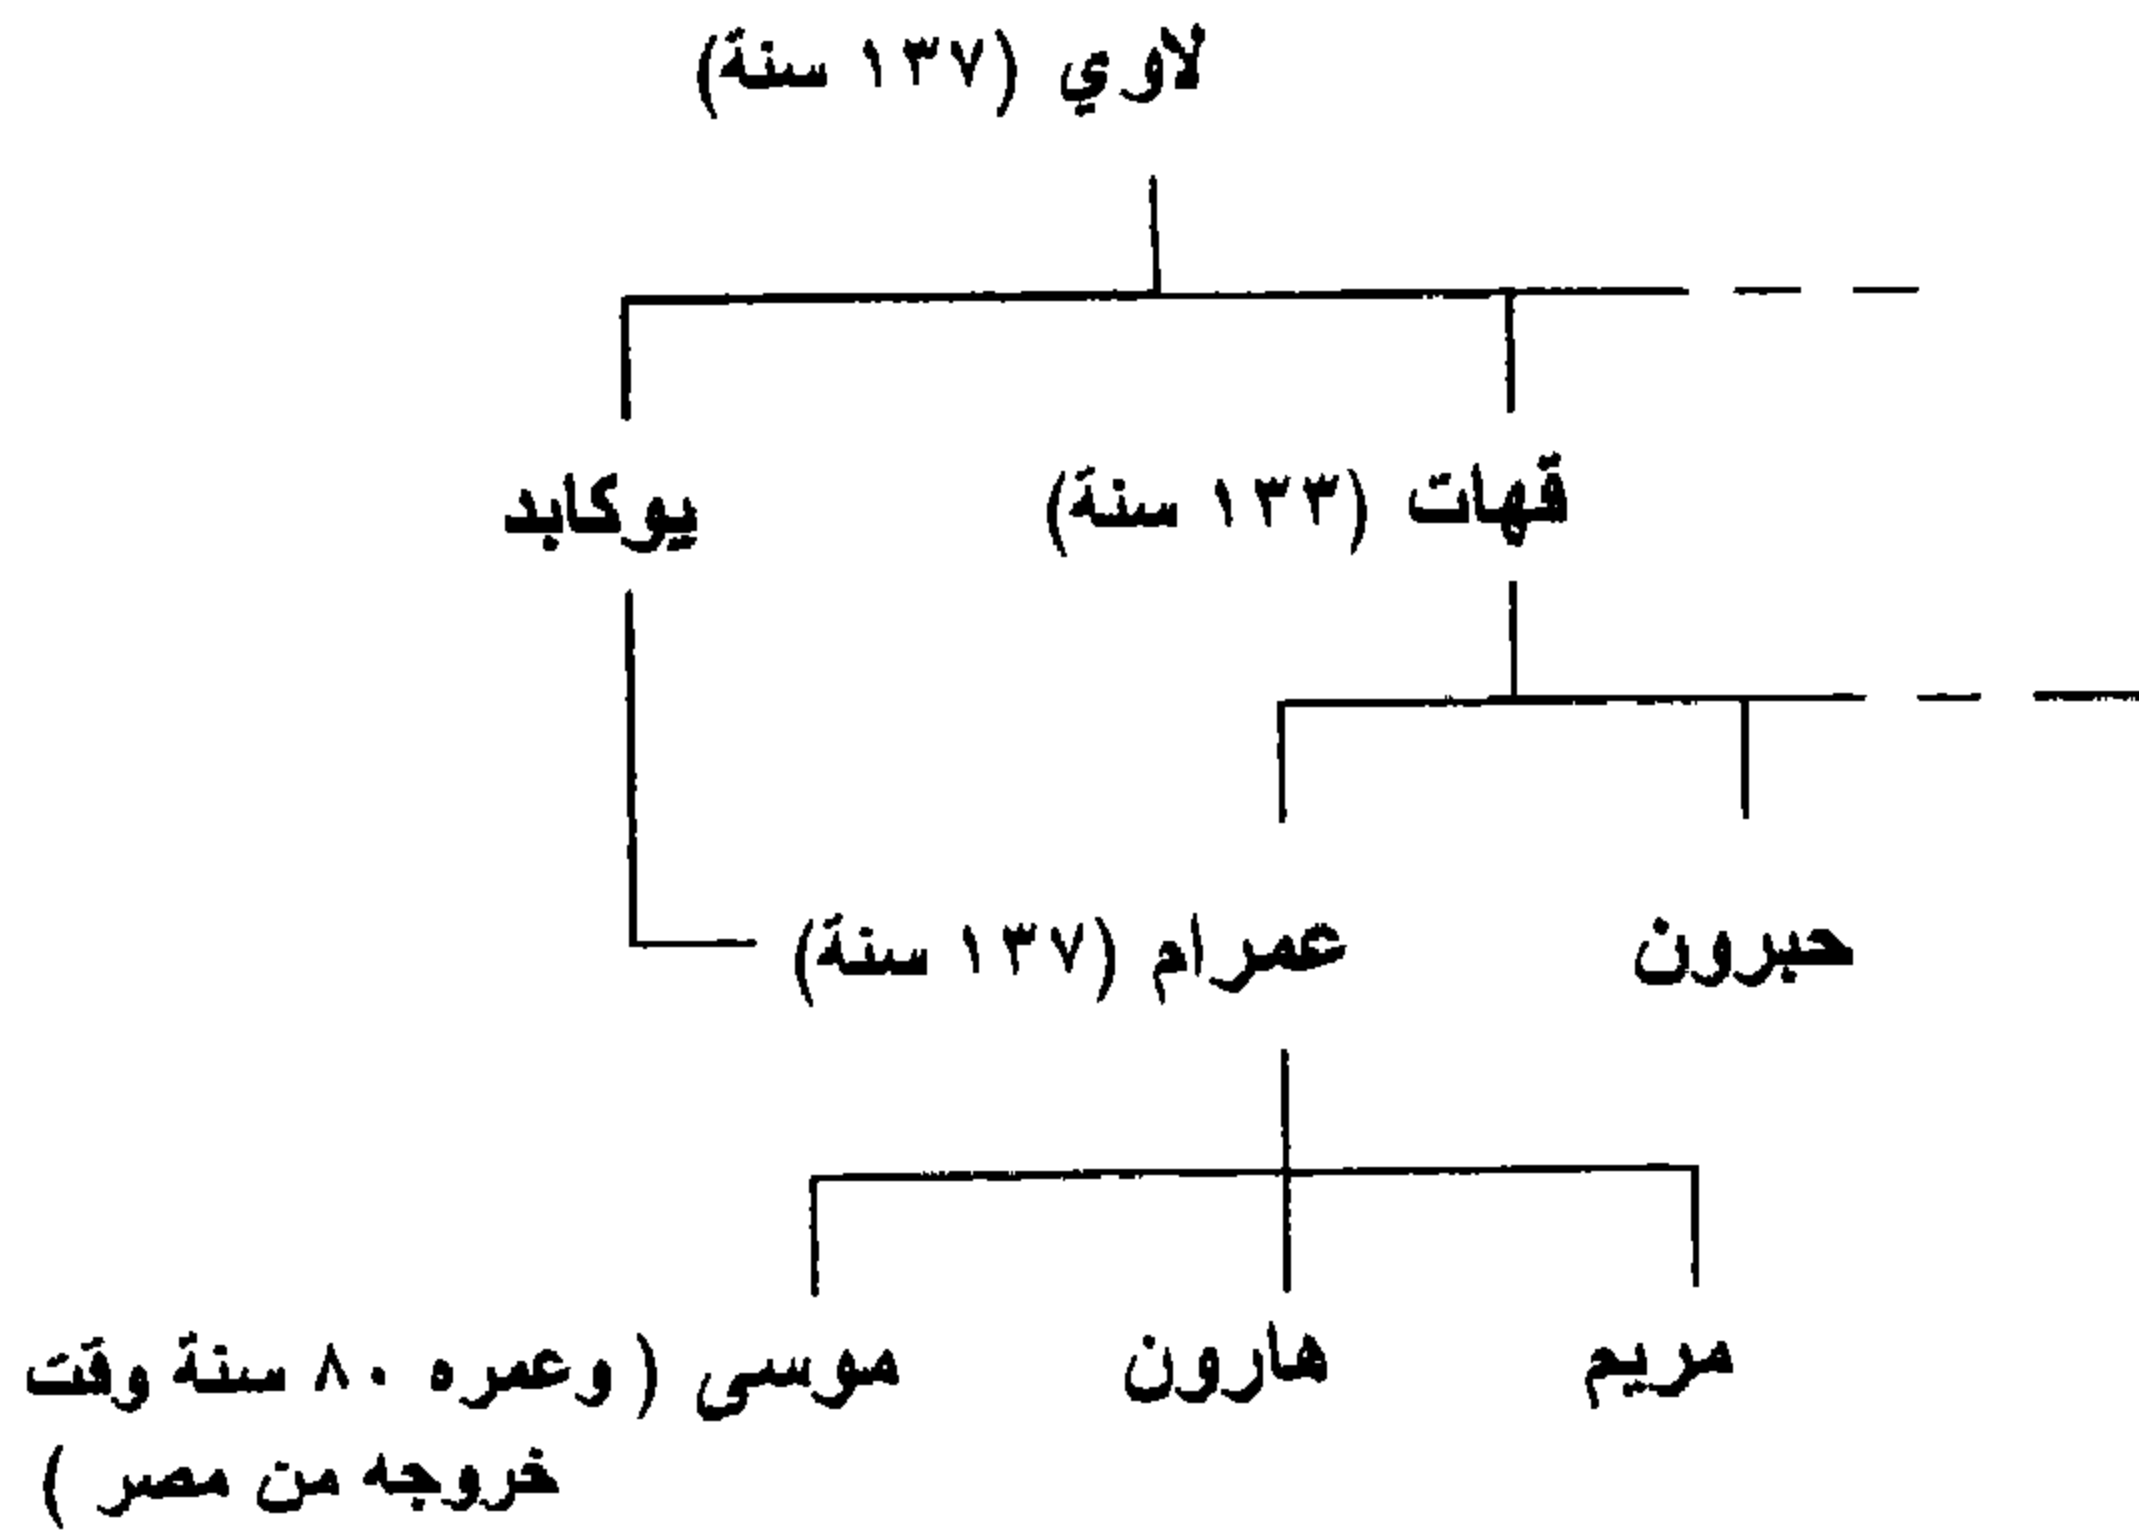 لاوي (١٣٧ سنة)
قهات (١٣٣ سنة) يوكابد
حبرون عمرام (١٣٧ سنة)
مريم هارون موسى ( وعمره ٨٠ سنة وقت
خروجه من مصر )